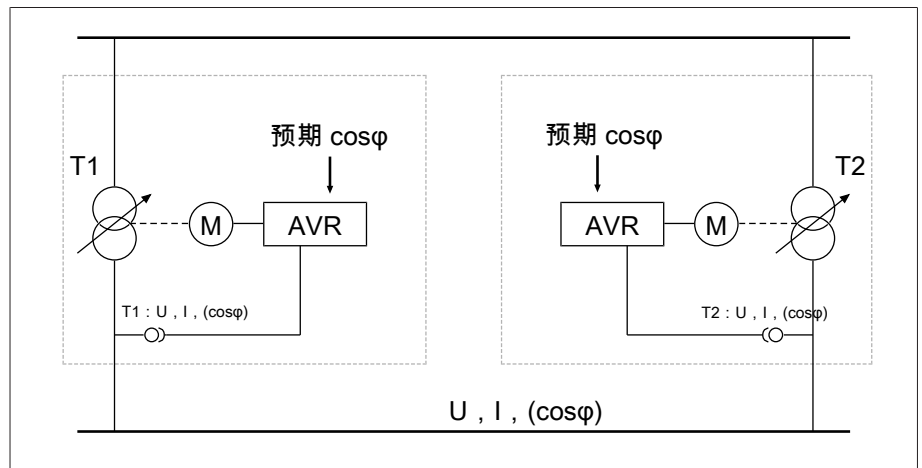 预期 cosφ
预期 cosφ
T1
T2
M
AVR
AVR
M
T1 : U , I , (cosφ)
T2 : U , I , (cosφ)
U , I , (cosφ)